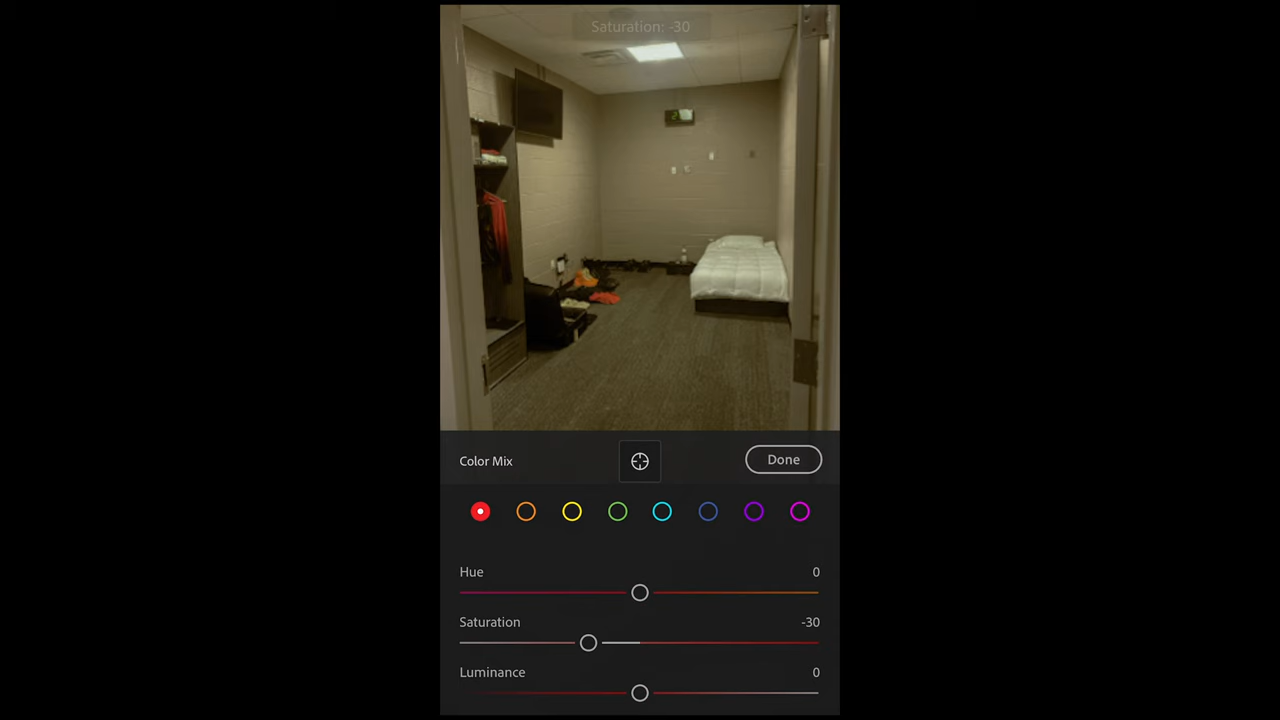 Saturation: -30
Color Mix
Done
Hue 0
Saturation -30
Luminance 0